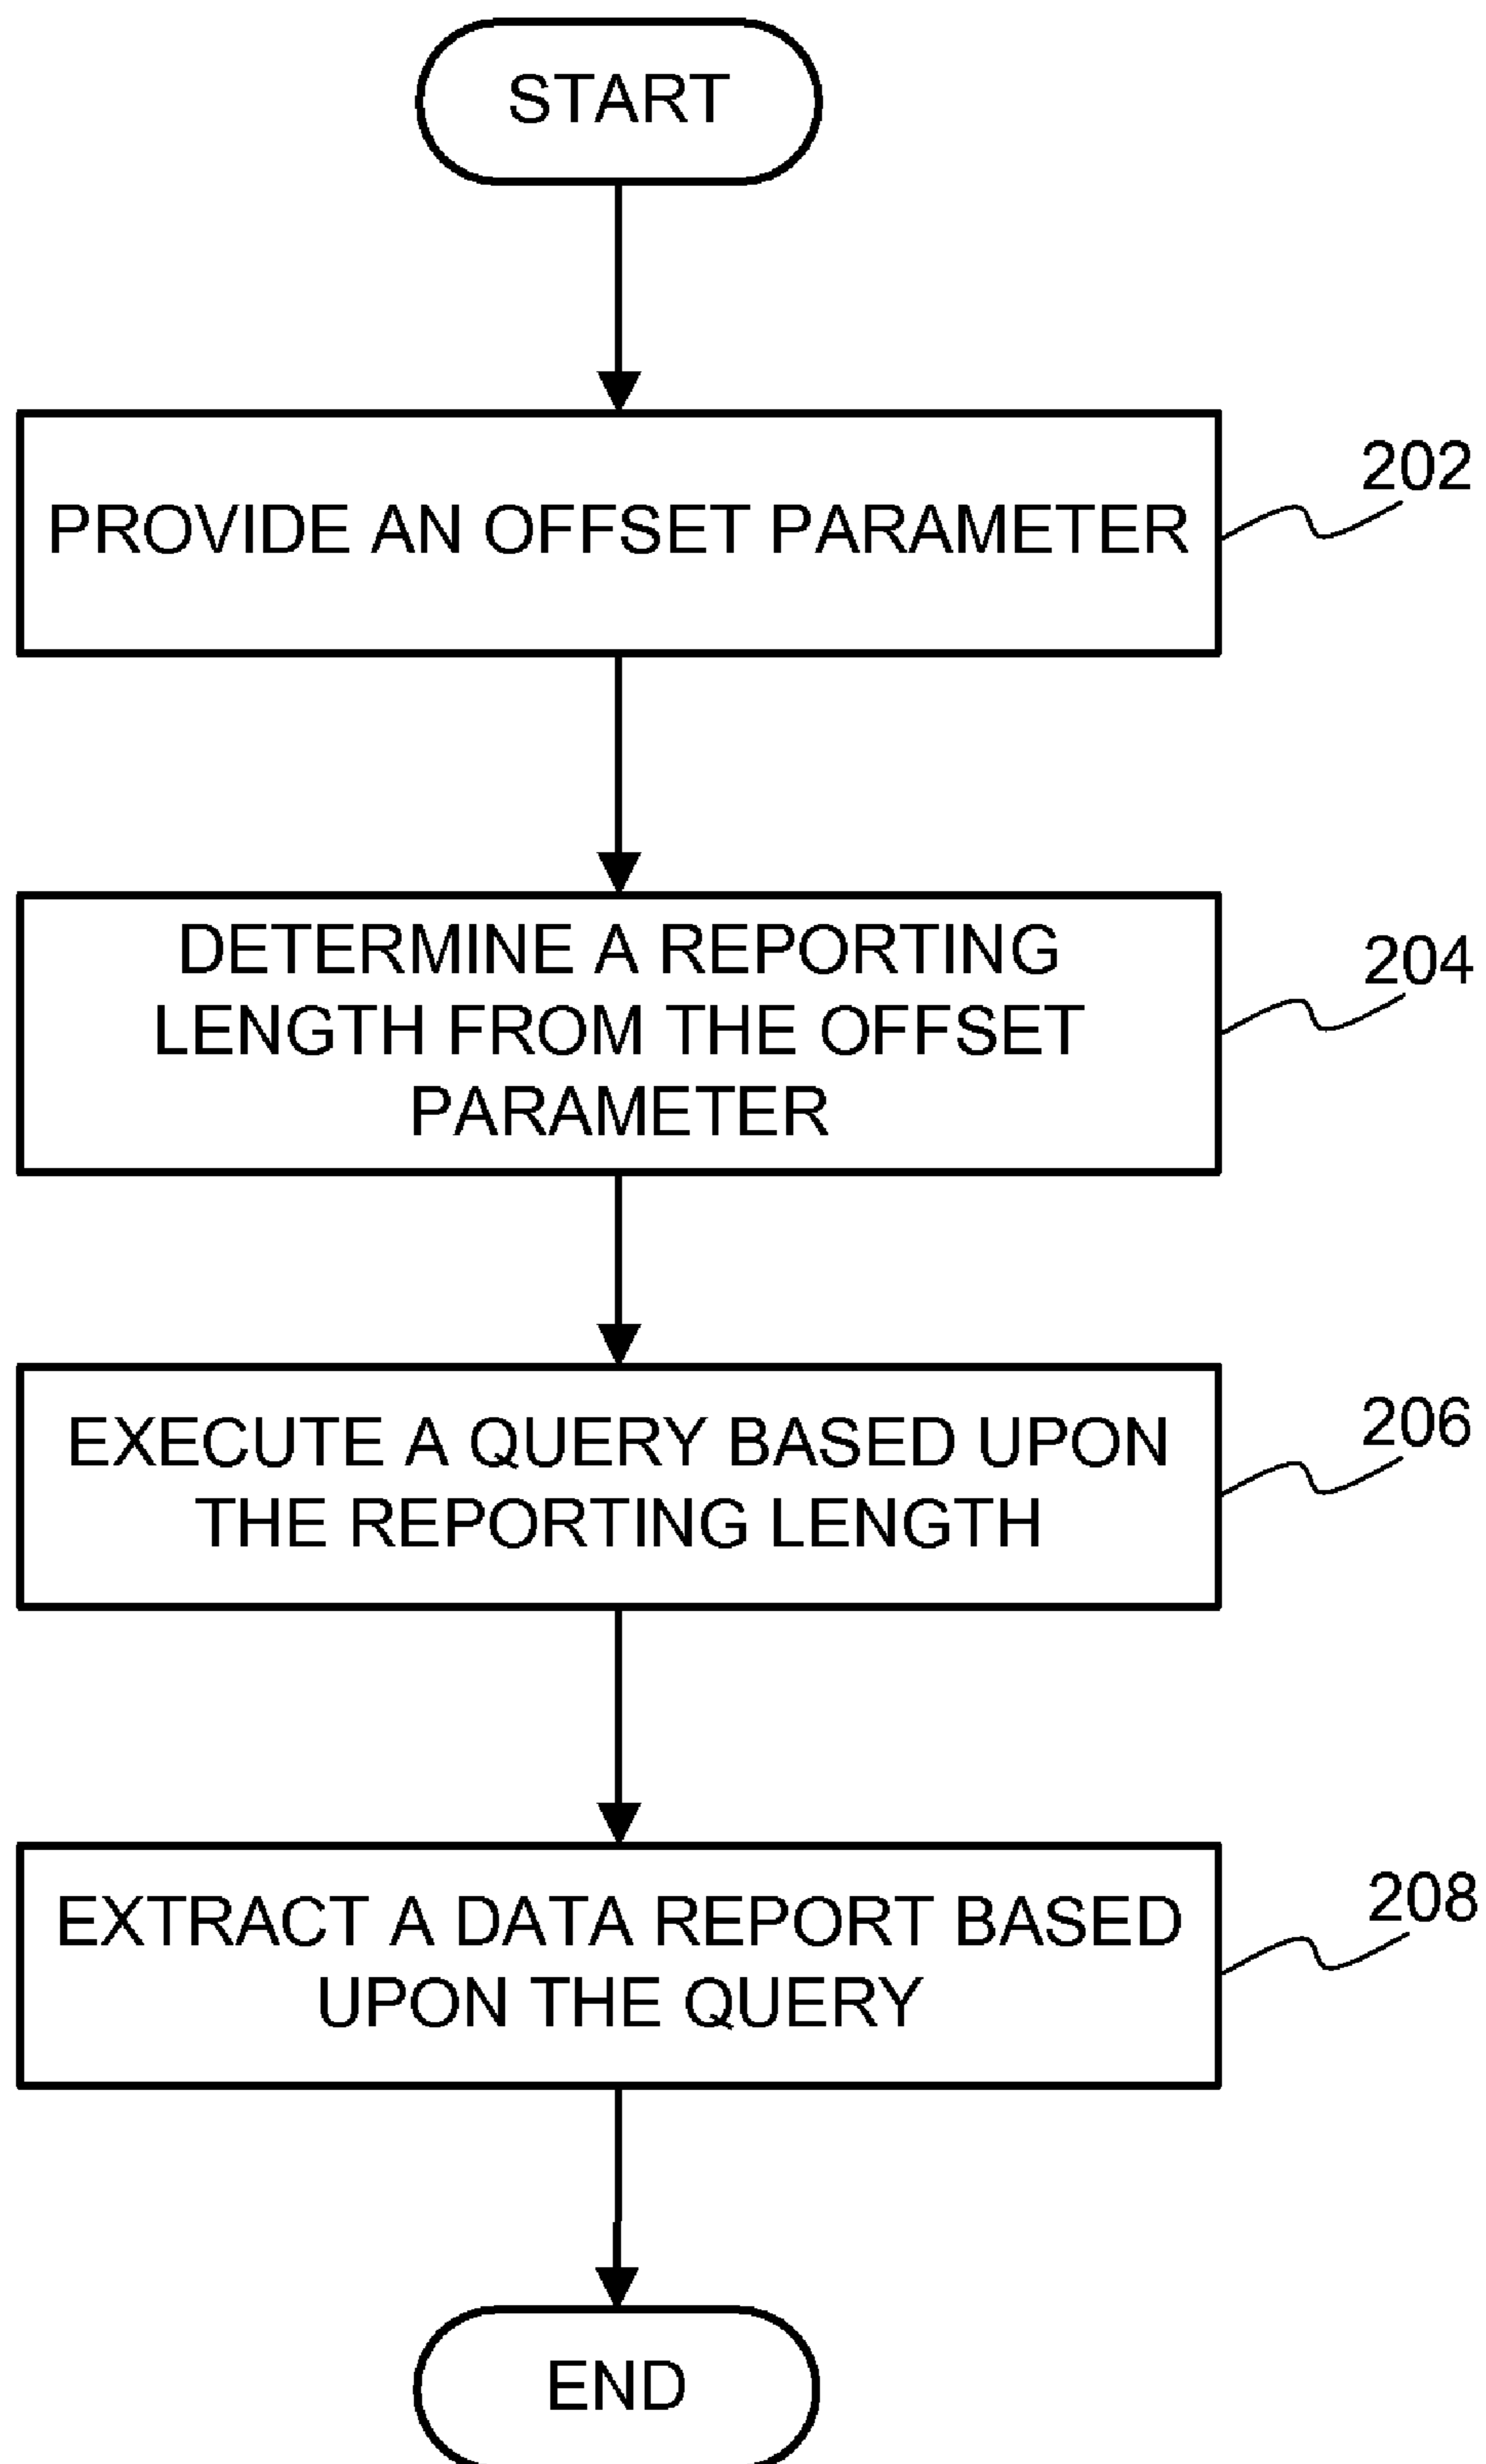 START
202
PROVIDE AN OFFSET PARAMETER
DETERMINE A REPORTING
204
LENGTH FROM THE OFFSET
PARAMETER
206
EXECUTE A QUERY BASED UPON
THE REPORTING LENGTH
208
EXTRACT A DATA REPORT BASED
UPON THE QUERY
END